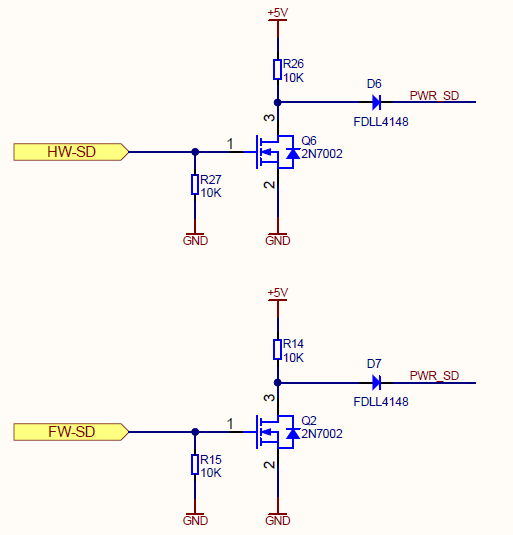 +5V
R26
10K
D6
PWR_SD
FDLL4148
3
Q6
2N7002
1
HW-SD
2
R27
10K
GND
GND
+5V
R14
10K
D7
PWR_SD
FDLL4148
3
Q2
2N7002
1
FW-SD
2
R15
10K
GND
GND